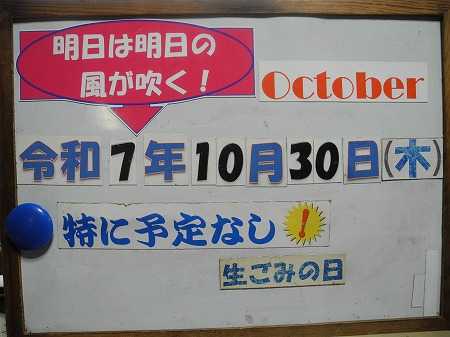 明日は明日の
風が吹く！
October
令和7年10月30日(木)
特に予定なし！
生ごみの日